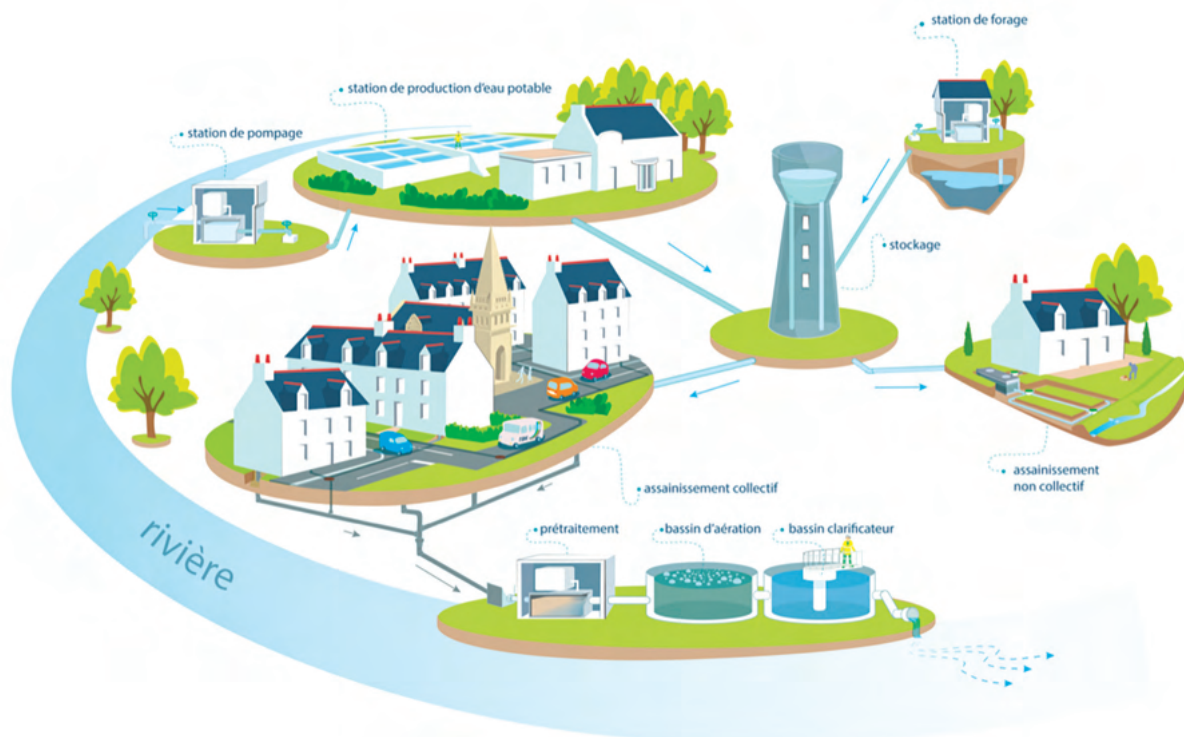 station de forage
station de production d'eau potable
station de pompage
stockage
assainissement
non collectif
assainissement collectif
prétraitement
bassin d'aération
bassin clarificateur
rivière